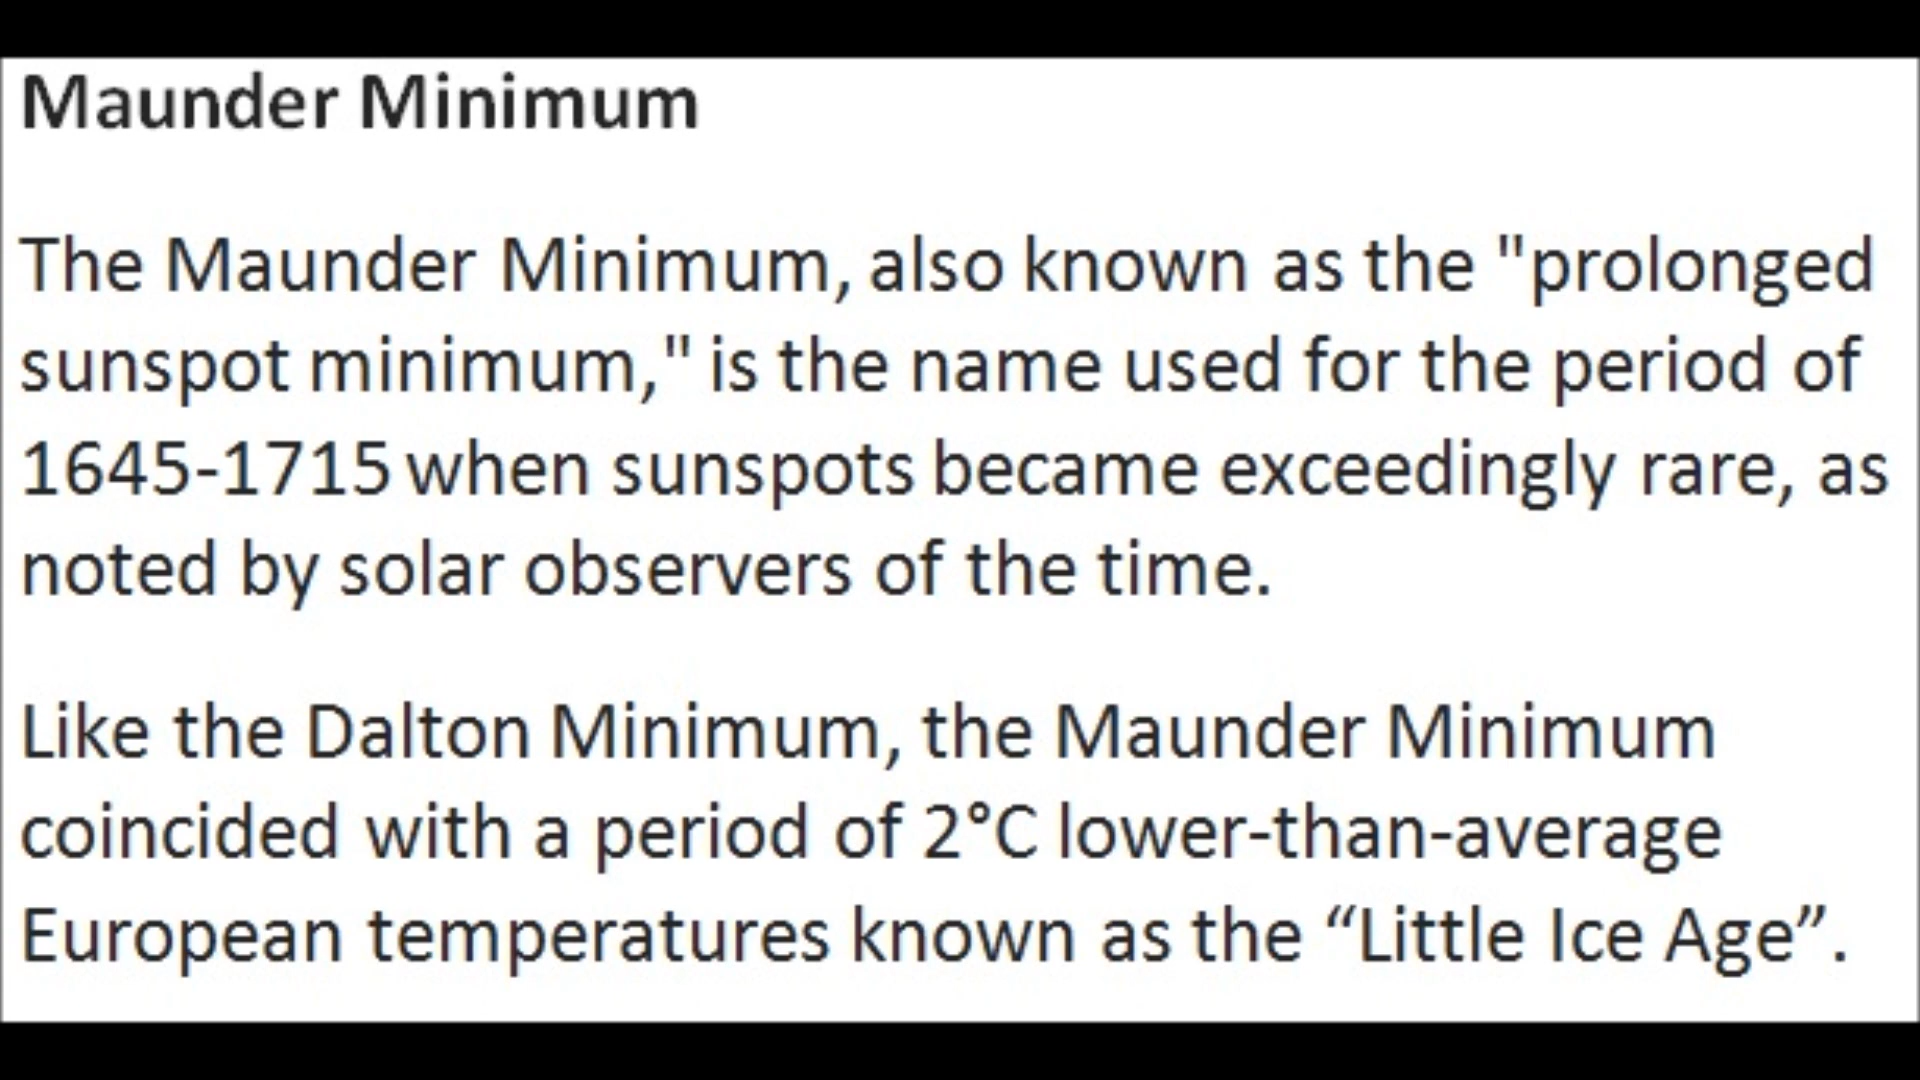 Maunder Minimum
The Maunder Minimum, also known as the "prolonged
sunspot minimum," is the name used for the period of
1645-1715 when sunspots became exceedingly rare, as
noted by solar observers of the time.
Like the Dalton Minimum, the Maunder Minimum
coincided with a period of 2°C lower-than-average
European temperatures known as the “Little Ice Age”.